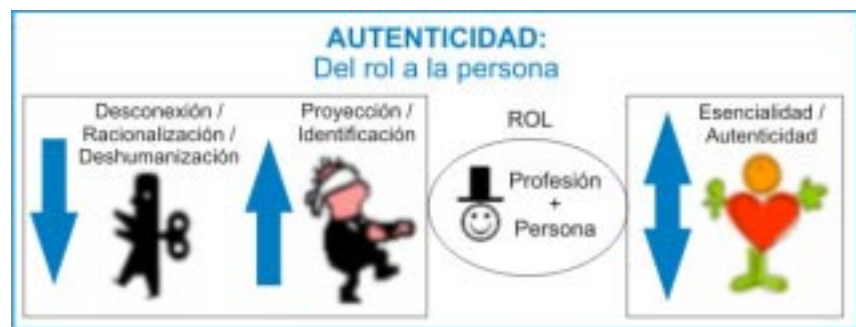 AUTENTICIDAD:
Del rol a la persona
Desconexión /
Racionalización /
Deshumanización
Proyección /
Identificación
ROL
Profesión
+
Persona
Esencialidad /
Autenticidad